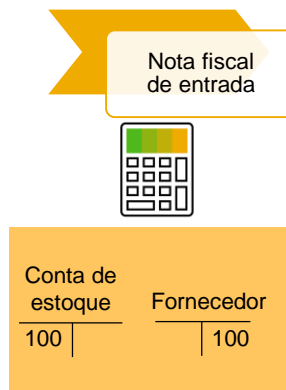 Nota fiscal
de entrada
Conta de
estoque
Fornecedor
100
100